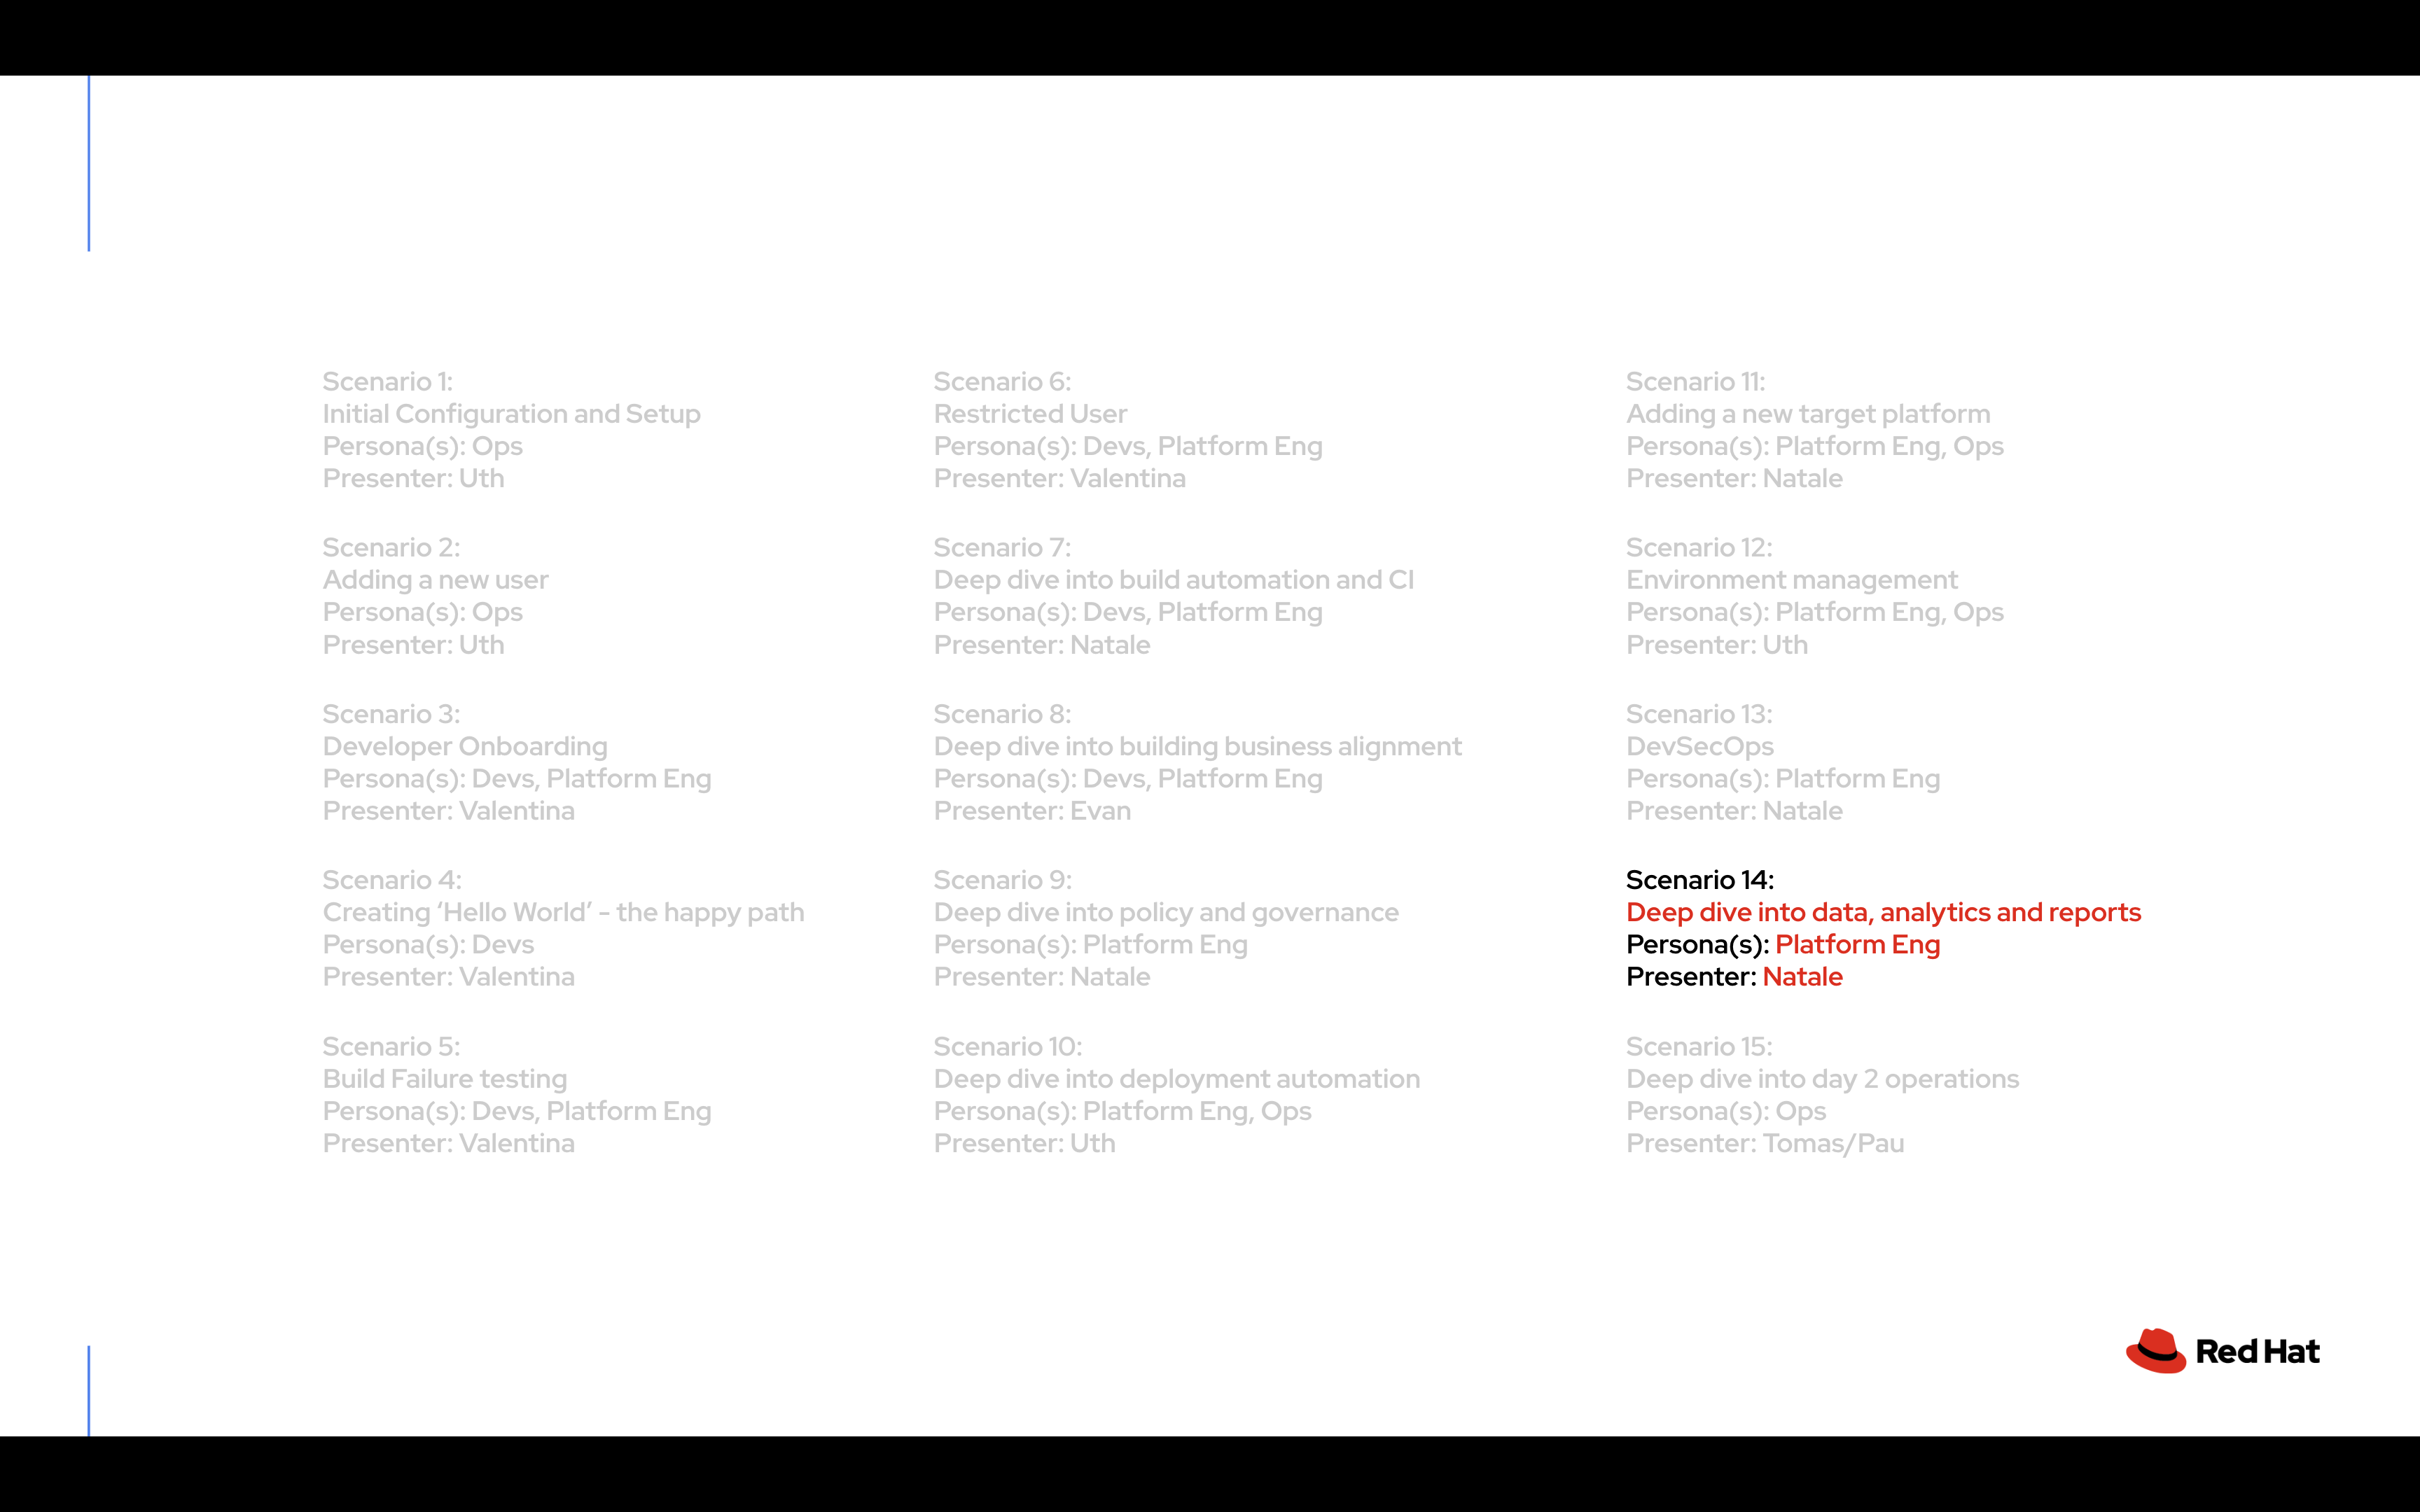 Scenario 1:
Initial Configuration and Setup
Persona(s): Ops
Presenter: Uth
Scenario 2:
Adding a new user
Persona(s): Ops
Presenter: Uth
Scenario 3:
Developer Onboarding
Persona(s): Devs, Platform Eng
Presenter: Valentina
Scenario 4:
Creating ‘Hello World’ - the happy path
Persona(s): Devs
Presenter: Valentina
Scenario 5:
Build Failure testing
Persona(s): Devs, Platform Eng
Presenter: Valentina
Scenario 6:
Restricted User
Persona(s): Devs, Platform Eng
Presenter: Valentina
Scenario 7:
Deep dive into build automation and CI
Persona(s): Devs, Platform Eng
Presenter: Natale
Scenario 8:
Deep dive into building business alignment
Persona(s): Devs, Platform Eng
Presenter: Evan
Scenario 9:
Deep dive into policy and governance
Persona(s): Platform Eng
Presenter: Natale
Scenario 10:
Deep dive into deployment automation
Persona(s): Platform Eng, Ops
Presenter: Uth
Scenario 11:
Adding a new target platform
Persona(s): Platform Eng, Ops
Presenter: Natale
Scenario 12:
Environment management
Persona(s): Platform Eng, Ops
Presenter: Uth
Scenario 13:
DevSecOps
Persona(s): Platform Eng
Presenter: Natale
Scenario 14:
Deep dive into data, analytics and reports
Persona(s): Platform Eng
Presenter: Natale
Scenario 15:
Deep dive into day 2 operations
Persona(s): Ops
Presenter: Tomas/Pau
Red Hat